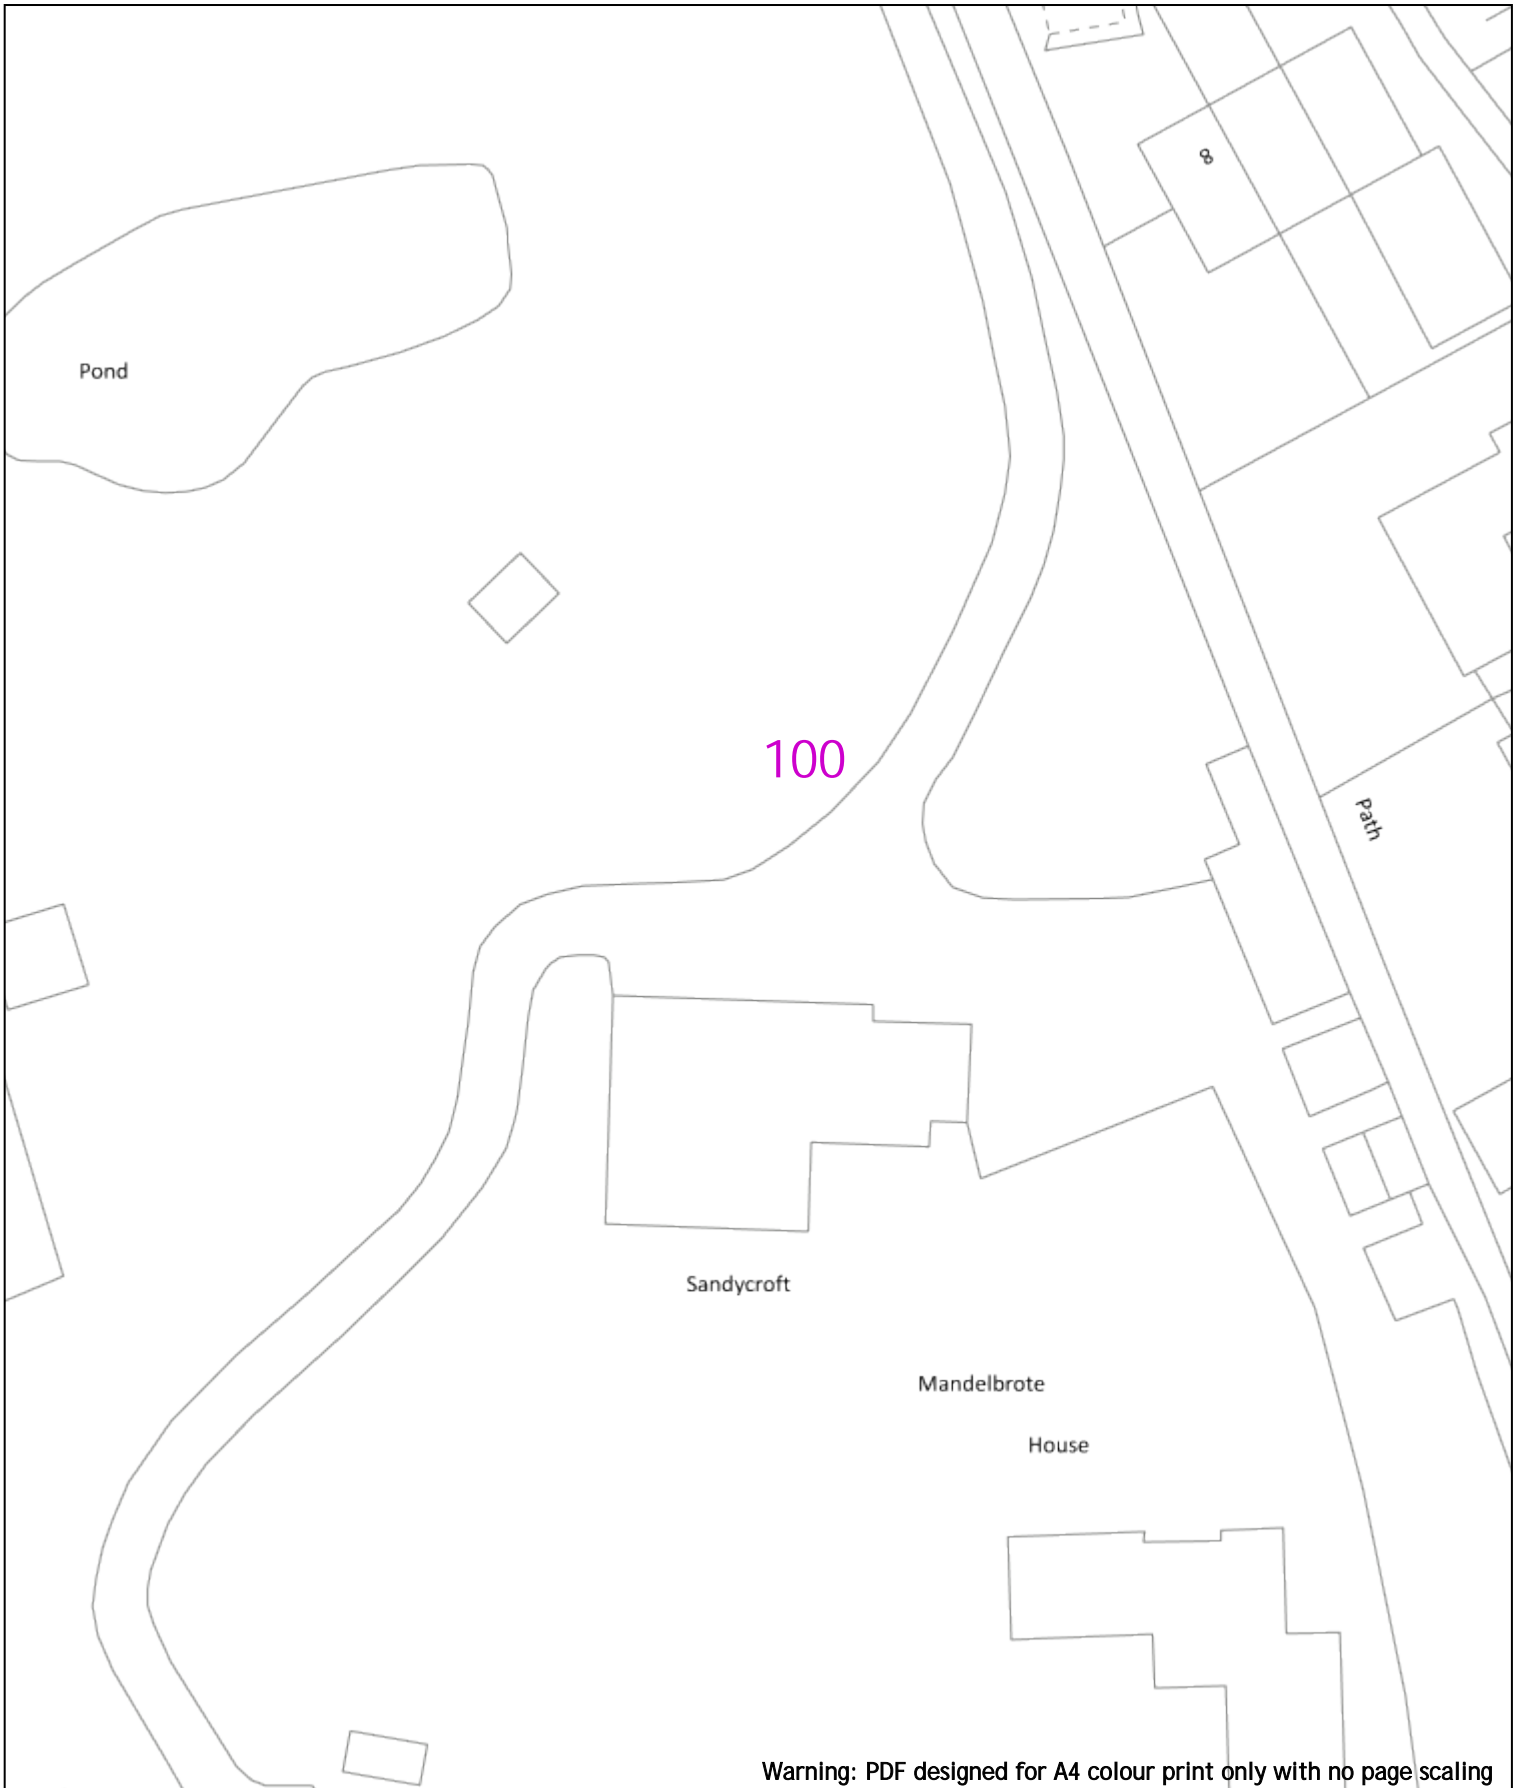 8
Pond
100
Path
Sandycroft
Mandelbrote
House
Warning: PDF designed for A4 colour print only with no page scaling